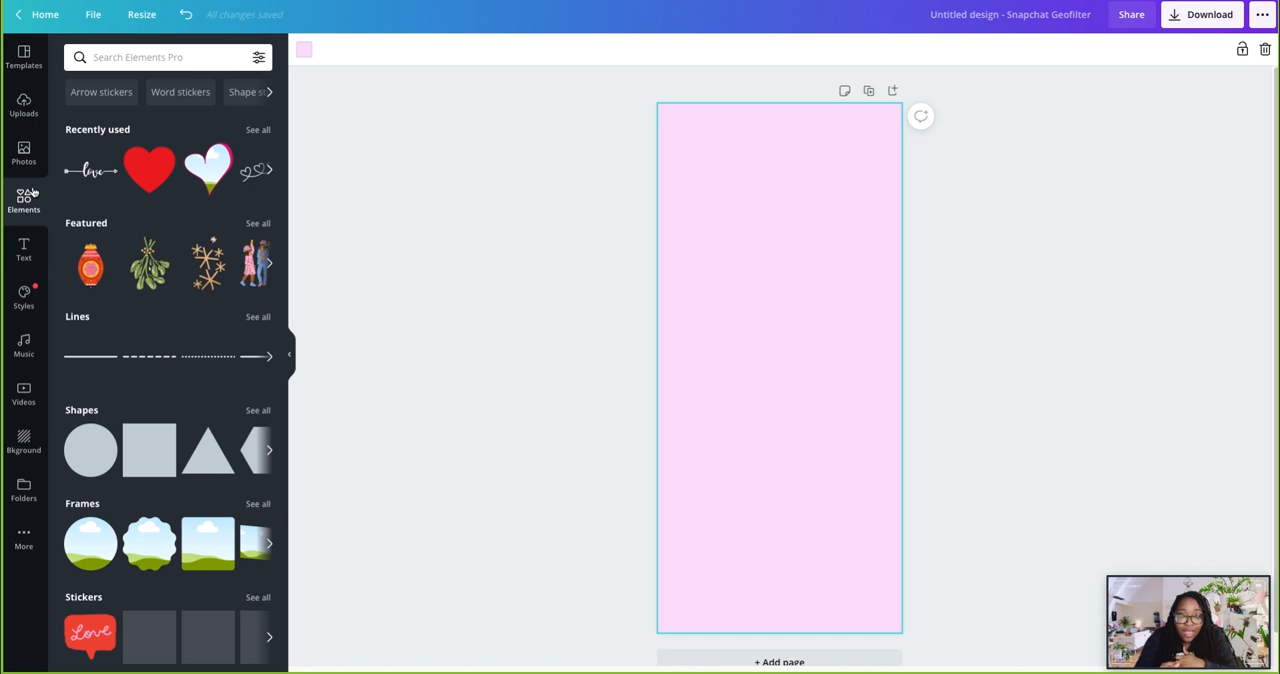 Home File Resize All changes saved Untitled design - Snapchat Geofilter Share Download
Templates
Uploads
Photos
Elements
Text
Styles
Music
Videos
Bkground
Folders
More
Search Elements Pro
Arrow stickers Word stickers Shape st
Recently used See all
love
Featured See all
Lines See all
Shapes See all
Frames See all
Stickers See all
Love
+ Add page